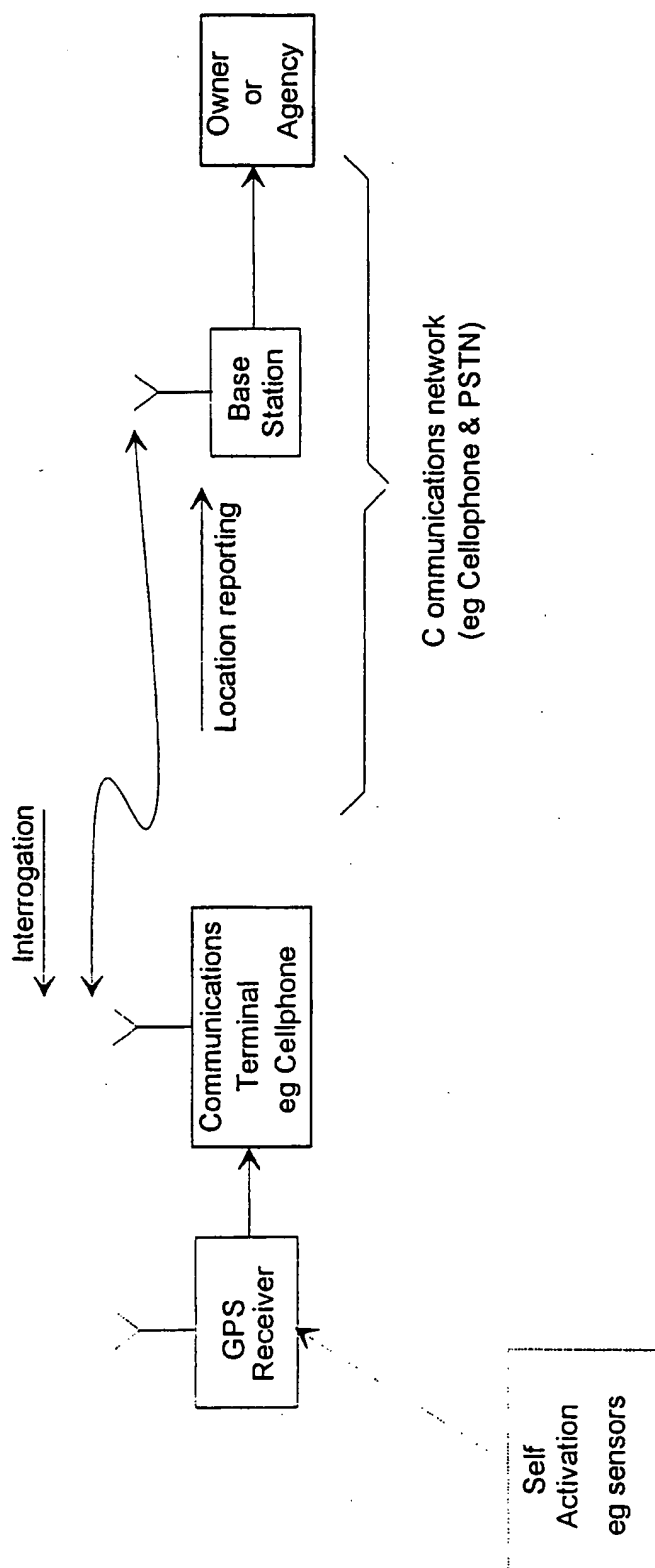 Interrogation
GPS
Receiver
Communications
Terminal
eg Cellphone
Location reporting
Base
Station
Owner
or
Agency
Self
Activation
eg sensors
C ommunications network
(eg Cellophone & PSTN)